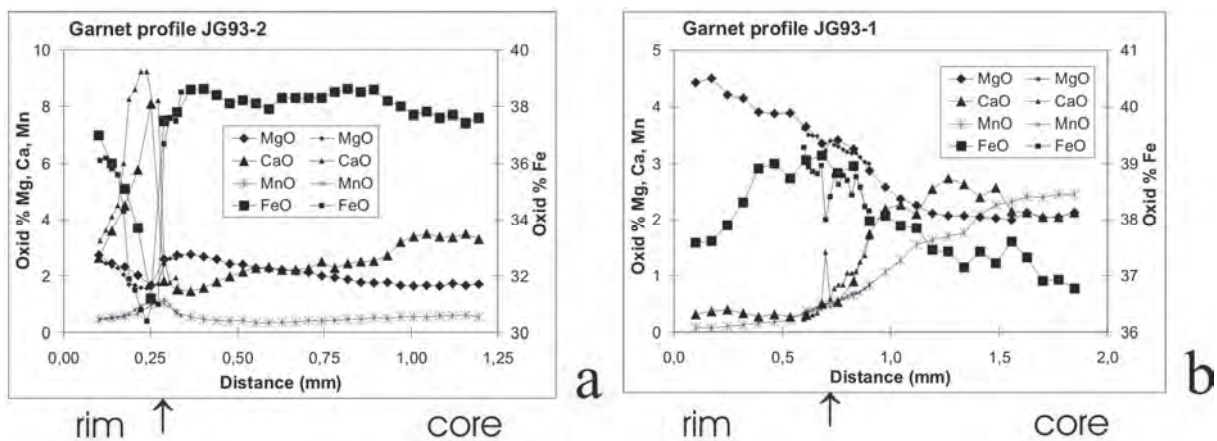 Garnet profile JG93-2
Oxid % Mg, Ca, Mn
10
8
6
4
2
0
40
38
36
34
32
30
Oxid % Fe
MgO MgO
CaO CaO
MnO MnO
FeO FeO
0,00 0,25 0,50 0,75 1,00 1,25
Distance (mm)
rim ↑ core
a
Garnet profile JG93-1
Oxid % Mg, Ca, Mn
5
4
3
2
1
0
41
40
39
38
37
36
Oxid % Fe
MgO MgO
CaO CaO
MnO MnO
FeO FeO
0,0 0,5 1,0 1,5 2,0
Distance (mm)
rim ↑ core
b